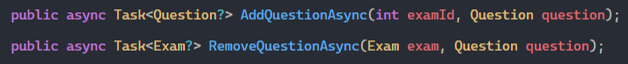 public async Task<Question?> AddQuestionAsync(int examId, Question question);
public async Task<Exam?> RemoveQuestionAsync(Exam exam, Question question);